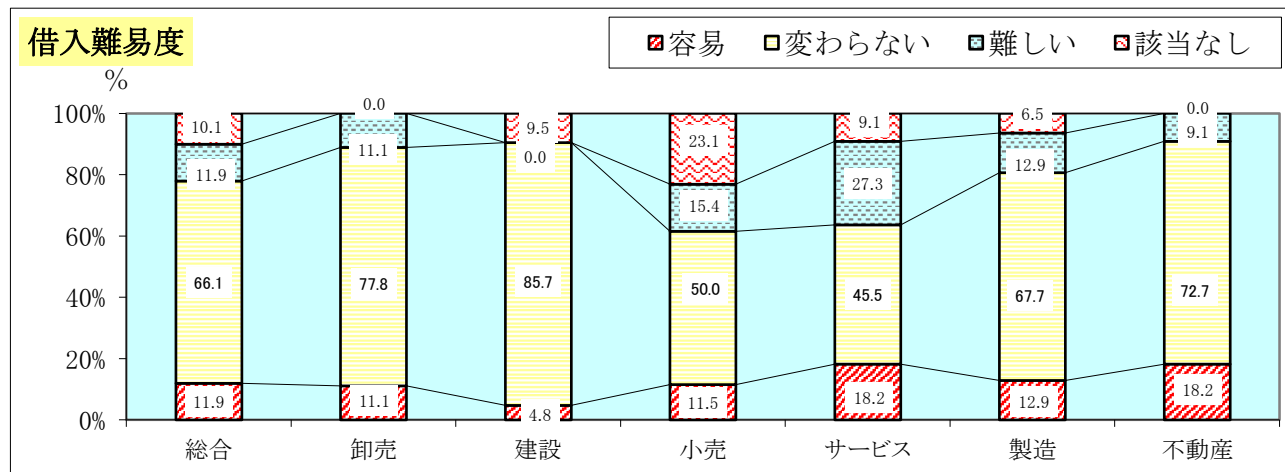 借入難易度
容易 変わらない 難しい 該当なし
%
100%
80%
60%
40%
20%
0%
10.1 0.0 9.5 23.1 9.1 6.5 0.0
11.9 11.1 0.0 15.4 27.3 12.9 9.1
66.1 77.8 85.7 50.0 45.5 67.7 72.7
11.9 11.1 4.8 11.5 18.2 12.9 18.2
総合 卸売 建設 小売 サービス 製造 不動産